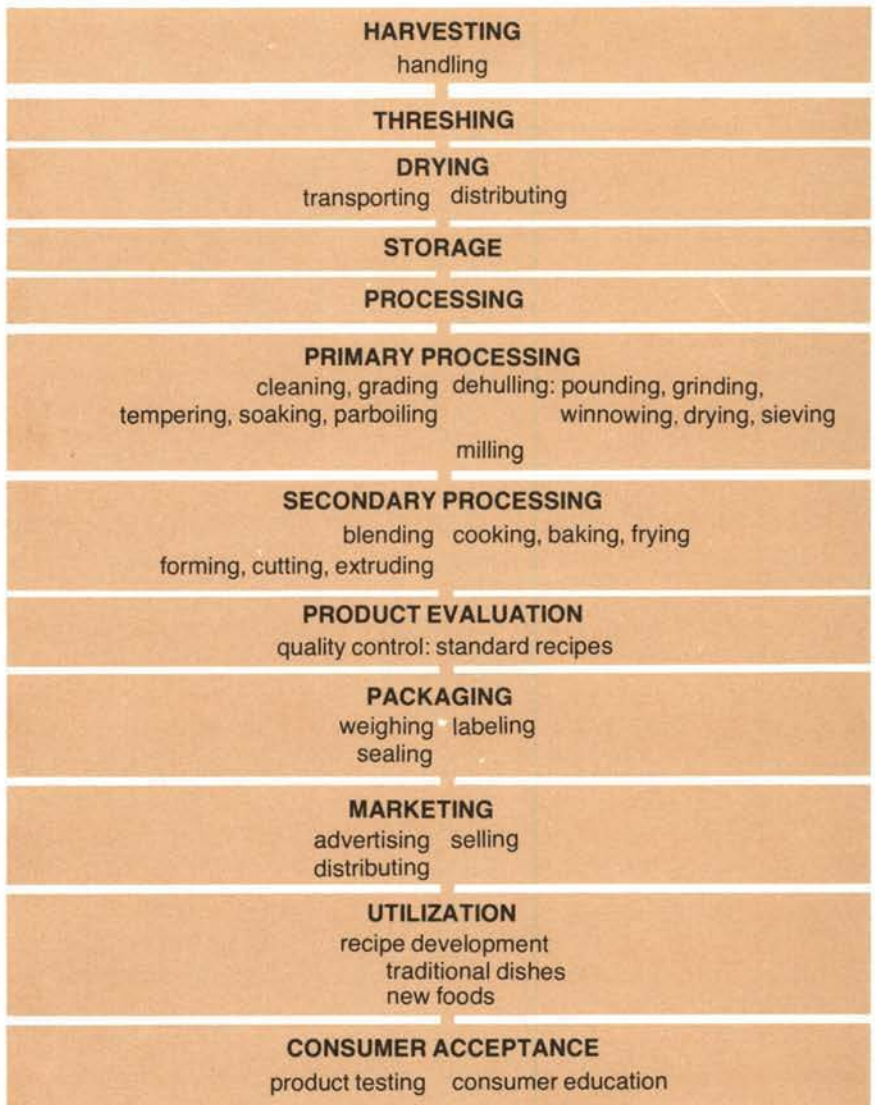 HARVESTING
handling
THRESHING
DRYING
transporting distributing
STORAGE
PROCESSING
PRIMARY PROCESSING
cleaning, grading dehulling: pounding, grinding,
tempering, soaking, parboiling winnowing, drying, sieving
milling
SECONDARY PROCESSING
blending cooking, baking, frying
forming, cutting, extruding
PRODUCT EVALUATION
quality control: standard recipes
PACKAGING
weighing labeling
sealing
MARKETING
advertising selling
distributing
UTILIZATION
recipe development
traditional dishes
new foods
CONSUMER ACCEPTANCE
product testing consumer education